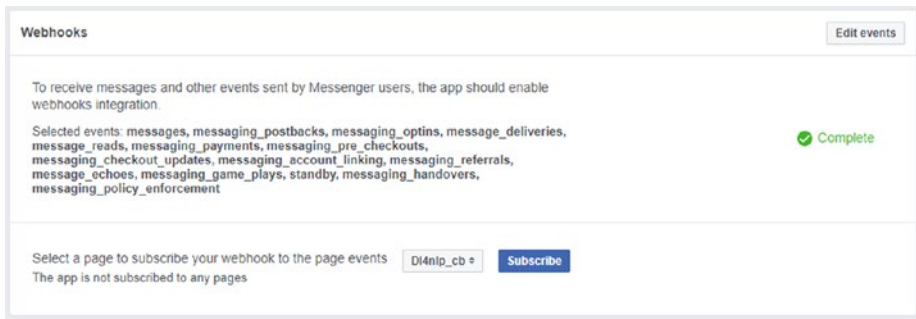 Webhooks
Edit events
To receive messages and other events sent by Messenger users, the app should enable
webhooks integration.
Selected events: messages, messaging_postbacks, messaging_optins, message_deliveries,
message_reads, messaging_payments, messaging_pre_checkouts,
messaging_checkout_updates, messaging_account_linking, messaging_referrals,
message_echoes, messaging_game_plays, standby, messaging_handovers,
messaging_policy_enforcement
Complete
Select a page to subscribe your webhook to the page events
Dl4nlp_cb
Subscribe
The app is not subscribed to any pages